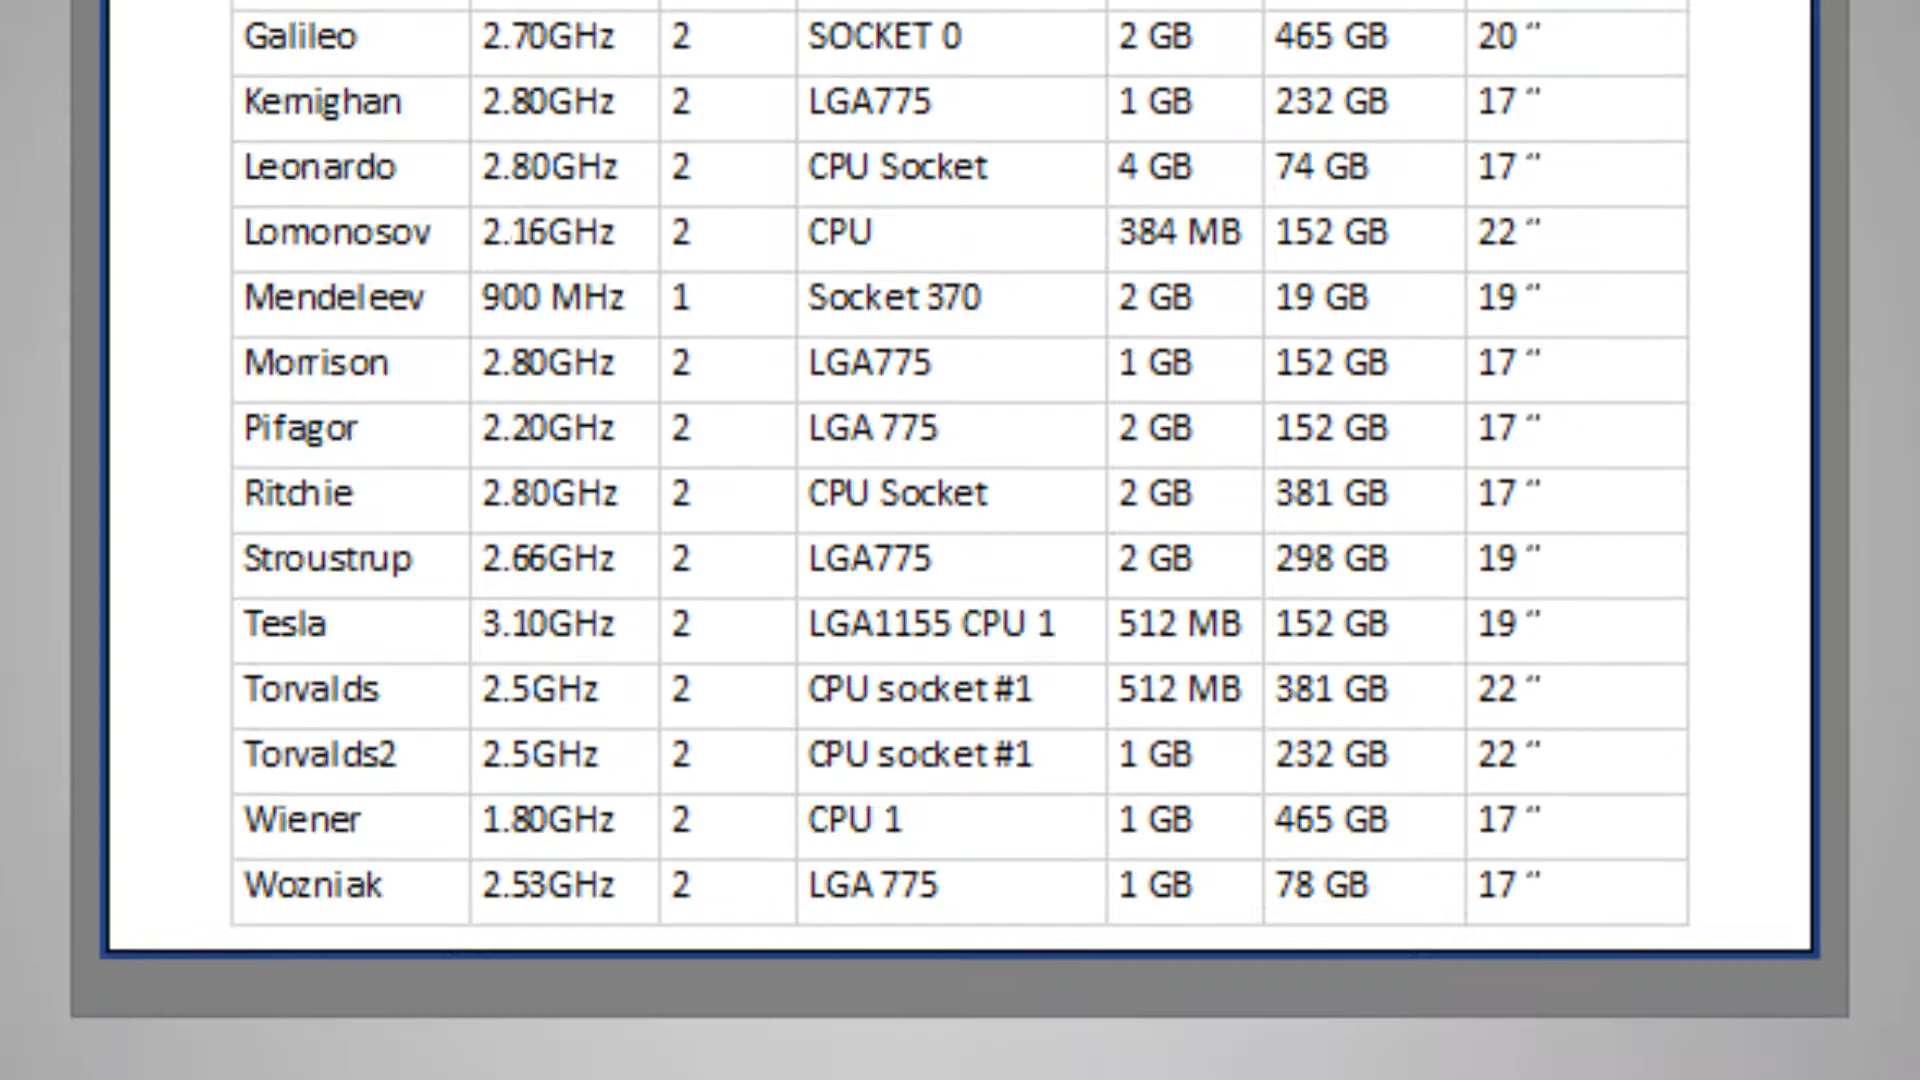 Galileo 2.70GHz 2 SOCKET 0 2 GB 465 GB 20 "
Kernighan 2.80GHz 2 LGA775 1 GB 232 GB 17 "
Leonardo 2.80GHz 2 CPU Socket 4 GB 74 GB 17 "
Lomonosov 2.16GHz 2 CPU 384 MB 152 GB 22 "
Mendeleev 900 MHz 1 Socket 370 2 GB 19 GB 19 "
Morrison 2.80GHz 2 LGA775 1 GB 152 GB 17 "
Pifagor 2.20GHz 2 LGA 775 2 GB 152 GB 17 "
Ritchie 2.80GHz 2 CPU Socket 2 GB 381 GB 17 "
Stroustrup 2.66GHz 2 LGA775 2 GB 298 GB 19 "
Tesla 3.10GHz 2 LGA1155 CPU 1 512 MB 152 GB 19 "
Torvalds 2.5GHz 2 CPU socket #1 512 MB 381 GB 22 "
Torvalds2 2.5GHz 2 CPU socket #1 1 GB 232 GB 22 "
Wiener 1.80GHz 2 CPU 1 1 GB 465 GB 17 "
Wozniak 2.53GHz 2 LGA 775 1 GB 78 GB 17 "